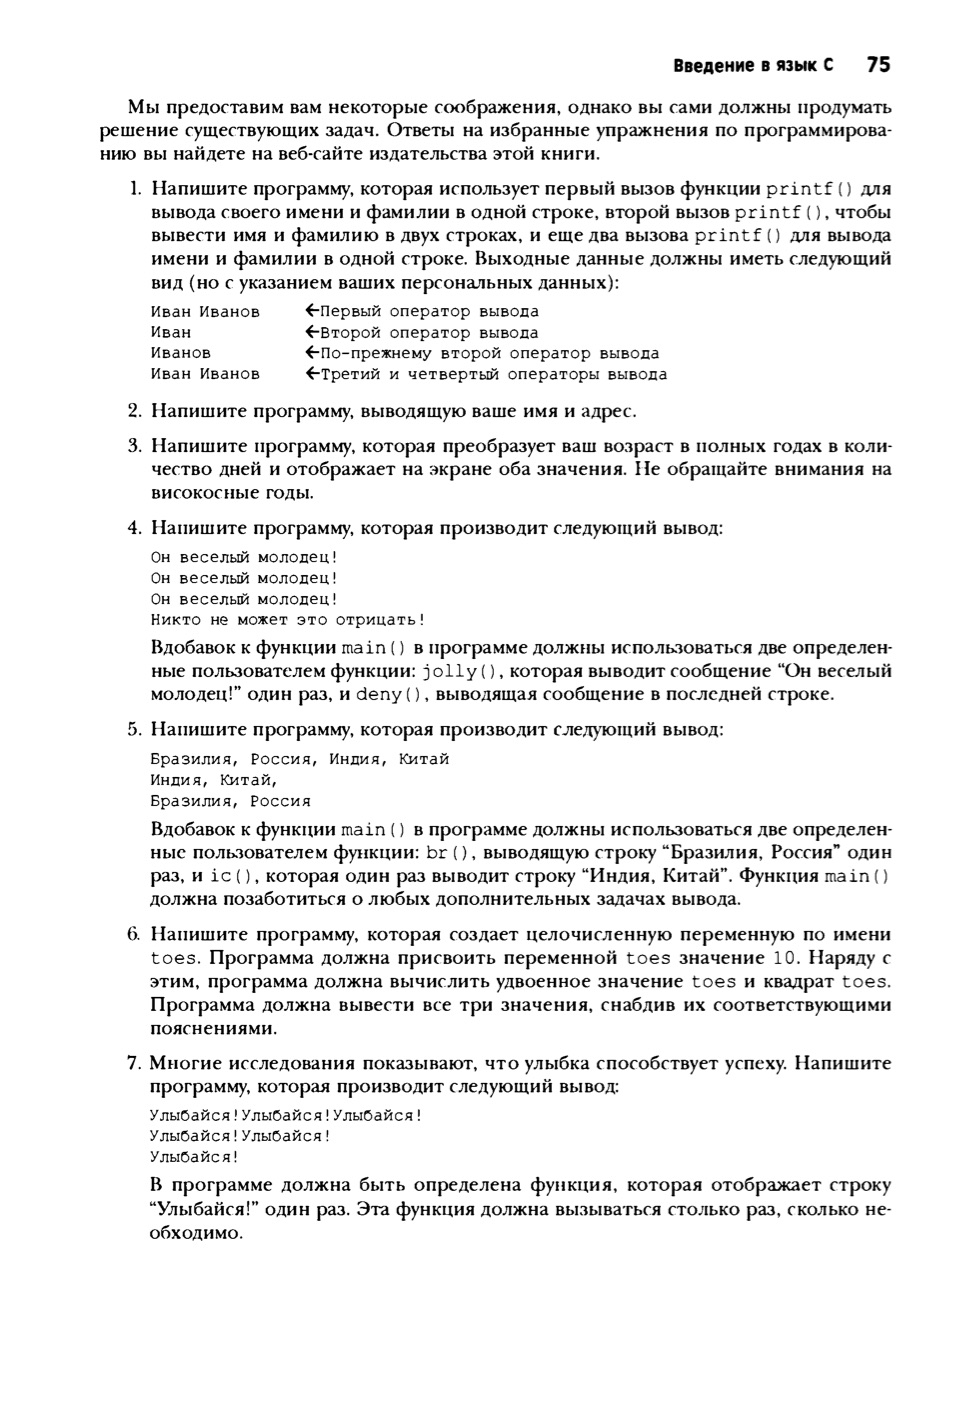 Введение в язык C 75
Мы предоставим вам некоторые соображения, однако вы сами должны продумать
решение существующих задач. Ответы на избранные упражнения по программирова-
нию вы найдете на веб-сайте издательства этой книги.
1. Напишите программу, которая использует первый вызов функции printf() для
вывода своего имени и фамилии в одной строке, второй вызов printf(), чтобы
вывести имя и фамилию в двух строках, и еще два вызова printf() для вывода
имени и фамилии в одной строке. Выходные данные должны иметь следующий
вид (но с указанием ваших персональных данных):
Иван Иванов ←Первый оператор вывода
Иван ←Второй оператор вывода
Иванов ←По-прежнему второй оператор вывода
Иван Иванов ←Третий и четвертый операторы вывода
2. Напишите программу, выводящую ваше имя и адрес.
3. Напишите программу, которая преобразует ваш возраст в полных годах в коли-
чество дней и отображает на экране оба значения. Не обращайте внимания на
високосные годы.
4. Напишите программу, которая производит следующий вывод:
Он веселый молодец!
Он веселый молодец!
Он веселый молодец!
Никто не может это отрицать!
Вдобавок к функции main() в программе должны использоваться две определен-
ные пользователем функции: jolly(), которая выводит сообщение “Он веселый
молодец!” один раз, и deny(), выводящая сообщение в последней строке.
5. Напишите программу, которая производит следующий вывод:
Бразилия, Россия, Индия, Китай
Индия, Китай,
Бразилия, Россия
Вдобавок к функции main() в программе должны использоваться две определен-
ные пользователем функции: br(), выводящую строку “Бразилия, Россия” один
раз, и ic(), которая один раз выводит строку “Индия, Китай”. Функция main()
должна позаботиться о любых дополнительных задачах вывода.
6. Напишите программу, которая создает целочисленную переменную по имени
toes. Программа должна присвоить переменной toes значение 10. Наряду с
этим, программа должна вычислить удвоенное значение toes и квадрат toes.
Программа должна вывести все три значения, снабдив их соответствующими
пояснениями.
7. Многие исследования показывают, что улыбка способствует успеху. Напишите
программу, которая производит следующий вывод:
Улыбайся!Улыбайся!Улыбайся!
Улыбайся!Улыбайся!
Улыбайся!
В программе должна быть определена функция, которая отображает строку
“Улыбайся!” один раз. Эта функция должна вызываться столько раз, сколько не-
обходимо.